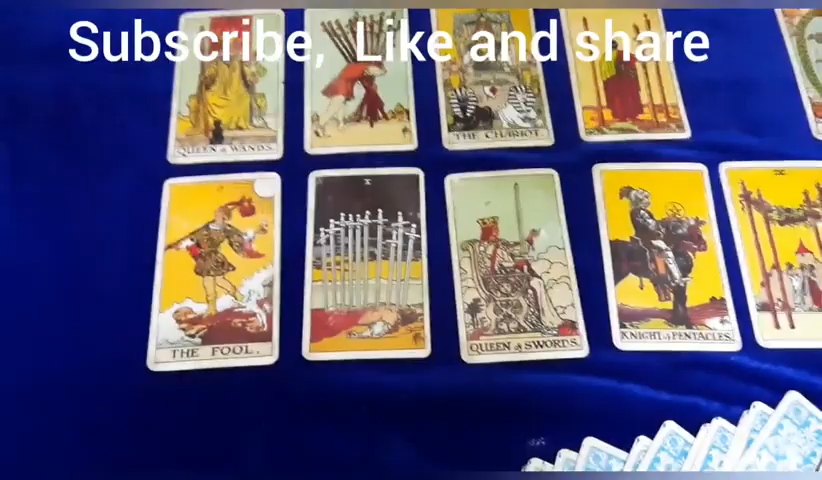 Subscribe, Like and share
QUEEN of WANDS.
THE CHARIOT.
THE FOOL.
X
QUEEN of SWORDS.
KNIGHT of PENTACLES.